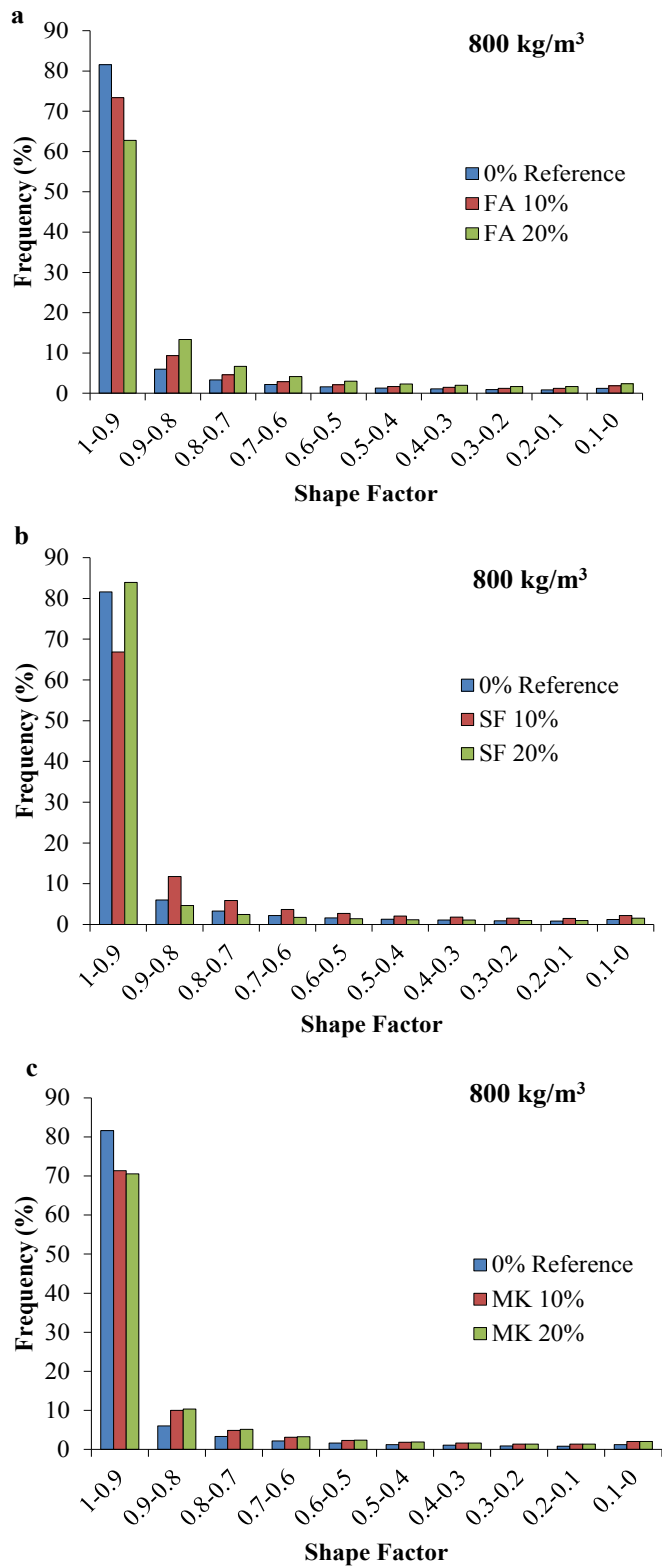 a
800 kg/m³
90
80
70
60
50
40
30
20
10
0
Frequency (%)
0% Reference
FA 10%
FA 20%
1-0.9
0.9-0.8
0.8-0.7
0.7-0.6
0.6-0.5
0.5-0.4
0.4-0.3
0.3-0.2
0.2-0.1
0.1-0
Shape Factor
b
800 kg/m³
90
80
70
60
50
40
30
20
10
0
Frequency (%)
0% Reference
SF 10%
SF 20%
1-0.9
0.9-0.8
0.8-0.7
0.7-0.6
0.6-0.5
0.5-0.4
0.4-0.3
0.3-0.2
0.2-0.1
0.1-0
Shape Factor
c
800 kg/m³
90
80
70
60
50
40
30
20
10
0
Frequency (%)
0% Reference
MK 10%
MK 20%
1-0.9
0.9-0.8
0.8-0.7
0.7-0.6
0.6-0.5
0.5-0.4
0.4-0.3
0.3-0.2
0.2-0.1
0.1-0
Shape Factor